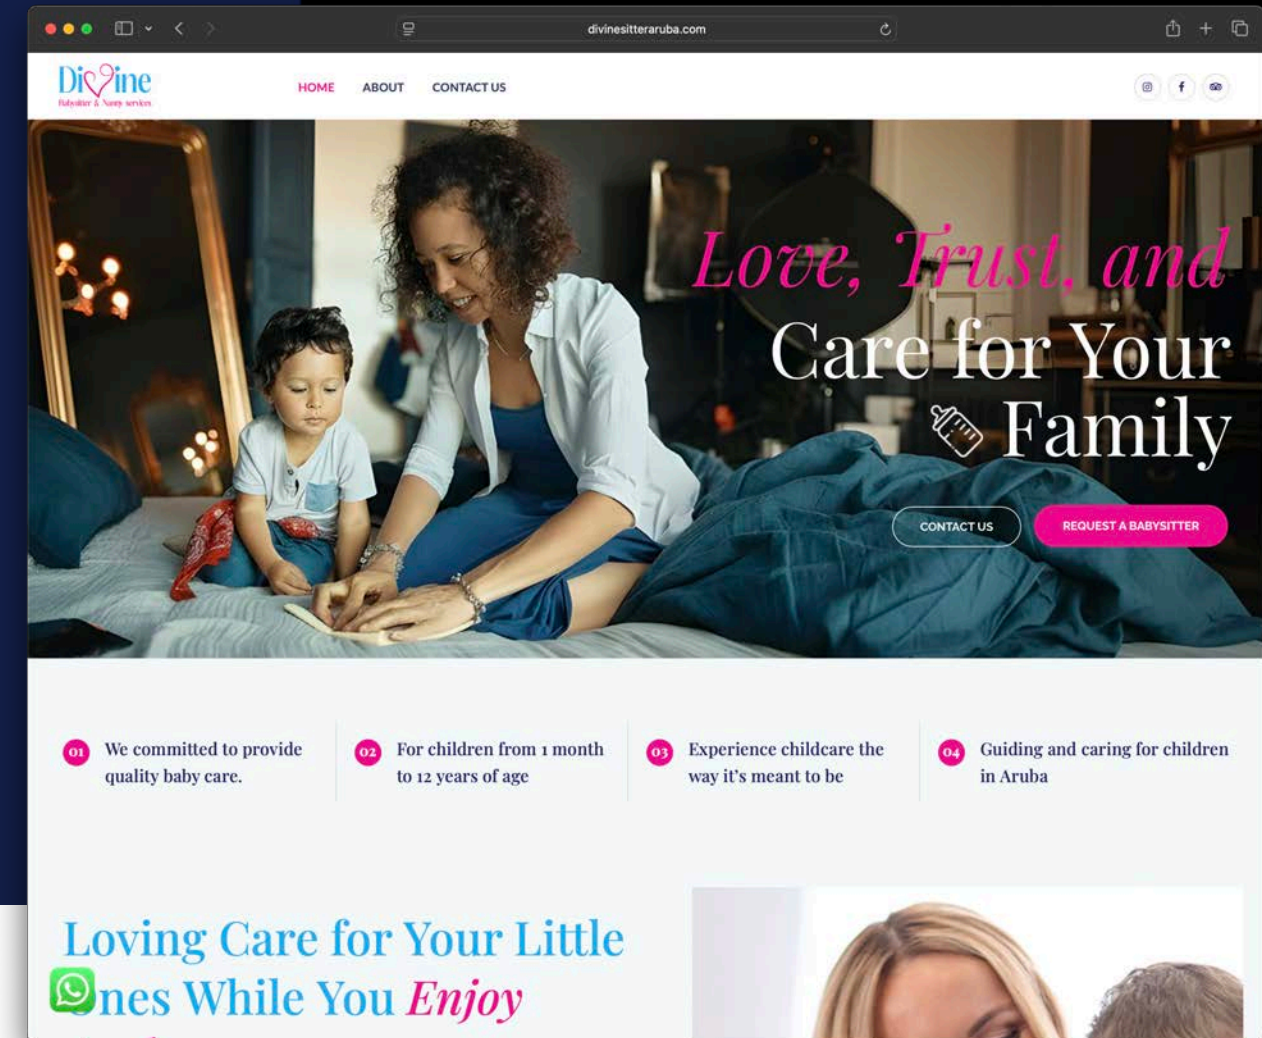 divinesitteraruba.com
Divine
Babysitter & Nanny services
HOME ABOUT CONTACT US
Love, Trust, and
Care for Your
Family
CONTACT US REQUEST A BABYSITTER
01 We committed to provide
quality baby care.
02 For children from 1 month
to 12 years of age
03 Experience childcare the
way it's meant to be
04 Guiding and caring for children
in Aruba
Loving Care for Your Little
nes While You Enjoy